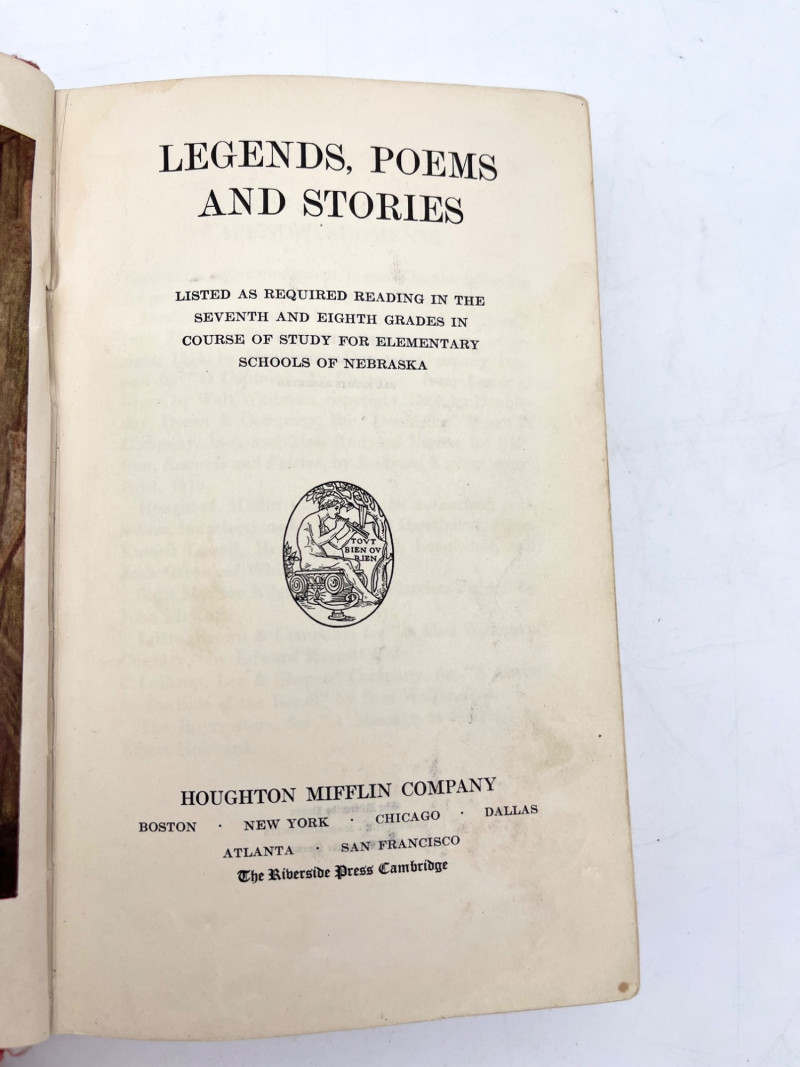 LEGENDS, POEMS
AND STORIES
LISTED AS REQUIRED READING IN THE
SEVENTH AND EIGHTH GRADES IN
COURSE OF STUDY FOR ELEMENTARY
SCHOOLS OF NEBRASKA
TOVT
BIEN OV
RIEN
HOUGHTON MIFFLIN COMPANY
BOSTON · NEW YORK · CHICAGO · DALLAS
ATLANTA · SAN FRANCISCO
The Riverside Press Cambridge